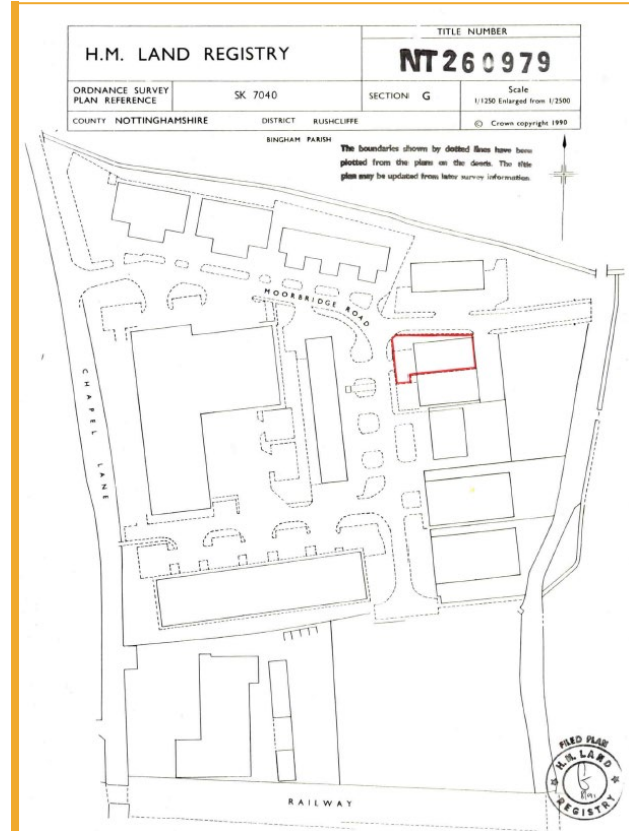 H.M. LAND REGISTRY
TITLE NUMBER
NT260979
ORDNANCE SURVEY
PLAN REFERENCE
SK 7040
SECTION G
Scale
1/1250 Enlarged from 1/2500
COUNTY NOTTINGHAMSHIRE
DISTRICT RUSHCLIFFE
© Crown copyright 1990
BINGHAM PARISH
The boundaries shown by dotted lines have been
plotted from the plans on the deeds. The title
plan may be updated from later survey information
MOORBRIDGE ROAD
CHAPEL LANE
RAILWAY
FILED PLAN
H.M. LAND
REGISTRY